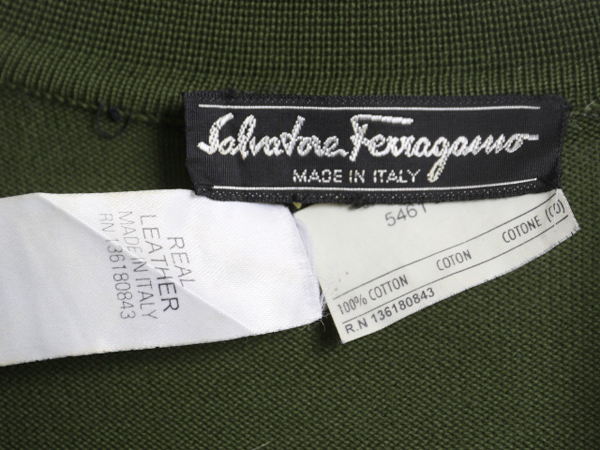 Salvatore Ferragamo
MADE IN ITALY
REAL
LEATHER
MADE IN ITALY
RN 136180843
5461
100% COTTON COTON COTONE (CO)
R.N 136180843